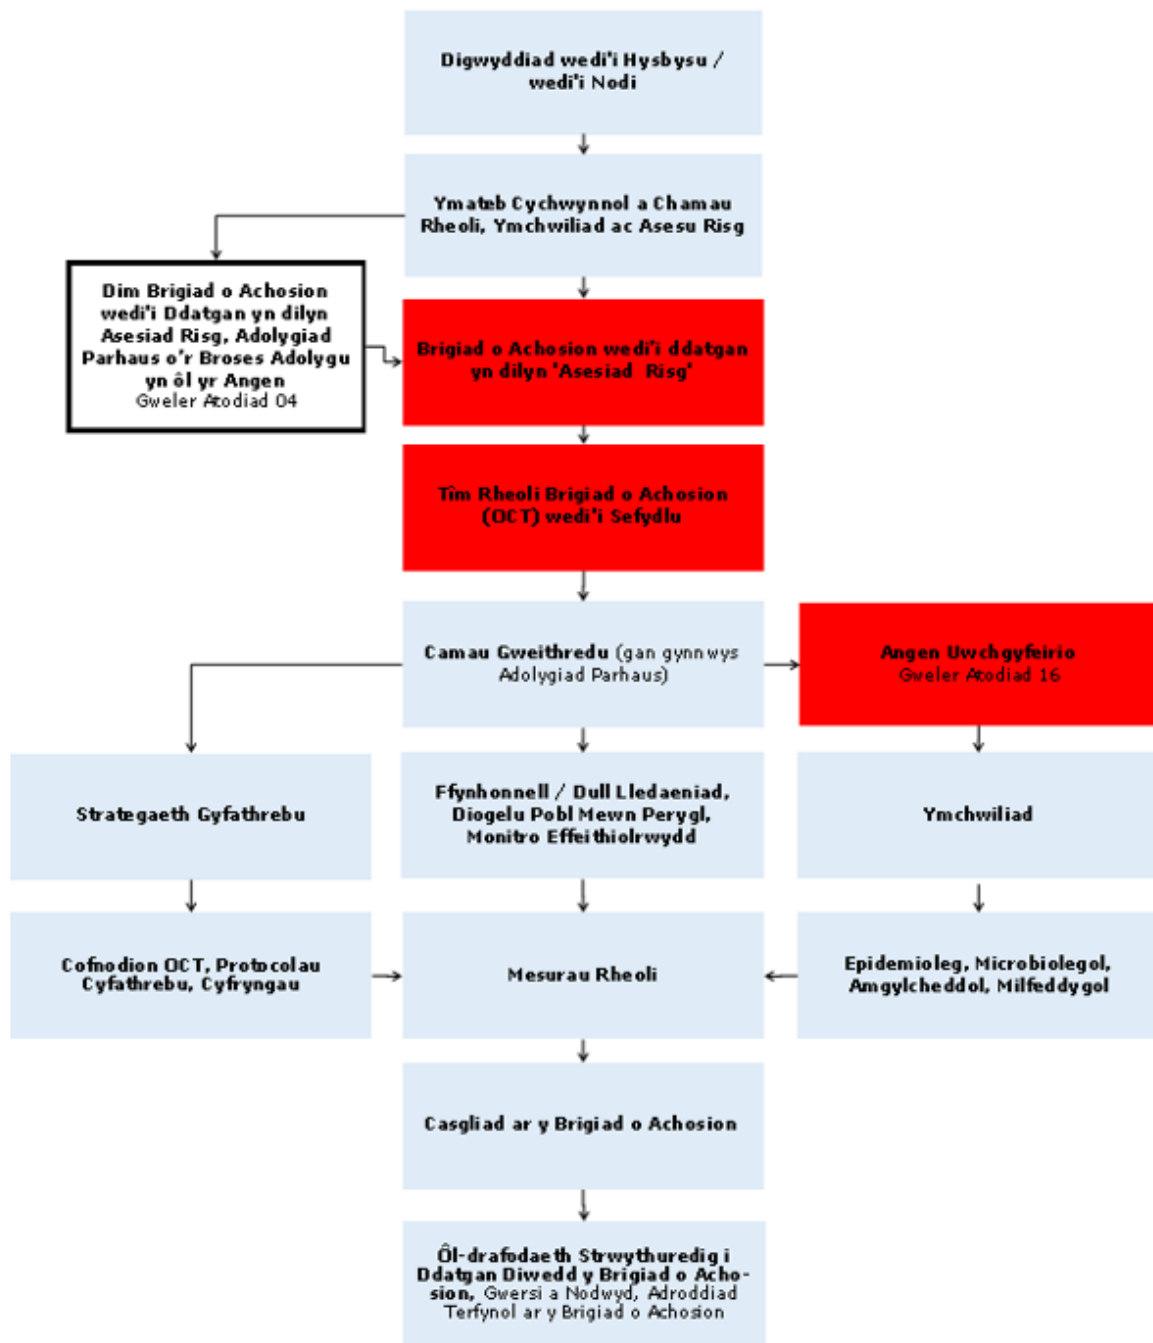 Digwyddiad wedi'i Hysbysu /
wedi'i Nodi
Ymateb Cychwynnol a Chamau
Rheoli, Ymchwiliad ac Asesu Risg
Dim Brigiad o Achosion
wedi'i Ddatgan yn dilyn
Asesiad Risg, Adolygiad
Parhaus o'r Broses Adolygu
yn ôl yr Angen
Gweler Atodiad 04
Brigiad o Achosion wedi'i ddatgan
yn dilyn 'Asesiad Risg'
Tîm Rheoli Brigiad o Achosion
(OCT) wedi'i Sefydlu
Camau Gweithredu (gan gynnwys
Adolygiad Parhaus)
Angen Uwchgyfeirio
Gweler Atodiad 16
Strategaeth Gyfathrebu
Ffynhonnell / Dull Lledaeniad,
Diogelu Pobl Mewn Perygl,
Monitro Effeithiolrwydd
Ymchwiliad
Cofnodion OCT, Protocolau
Cyfathrebu, Cyfryngau
Mesurau Rheoli
Epidemioleg, Microbiolegol,
Amgylcheddol, Milfeddygol
Casgliad ar y Brigiad o Achosion
Ôl-drafodaeth Strwythuredig i
Ddatgan Diwedd y Brigiad o Acho-
sion, Gwersi a Nodwyd, Adroddiad
Terfynol ar y Brigiad o Achosion